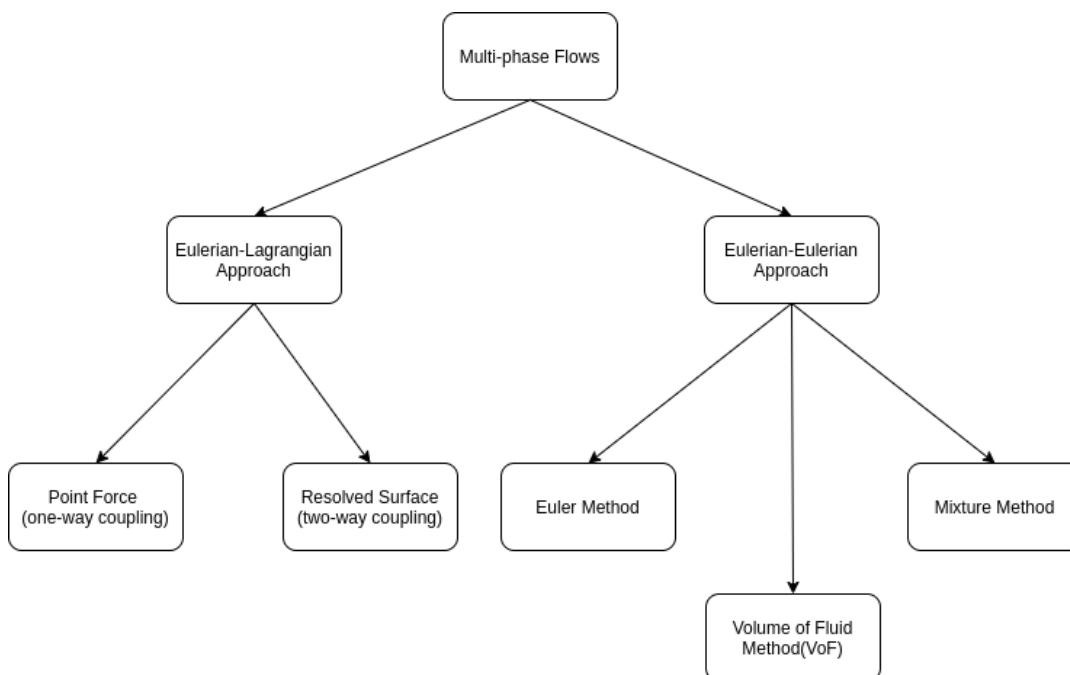 Multi-phase Flows
Eulerian-Lagrangian
Approach
Eulerian-Eulerian
Approach
Point Force
(one-way coupling)
Resolved Surface
(two-way coupling)
Euler Method
Mixture Method
Volume of Fluid
Method(VoF)